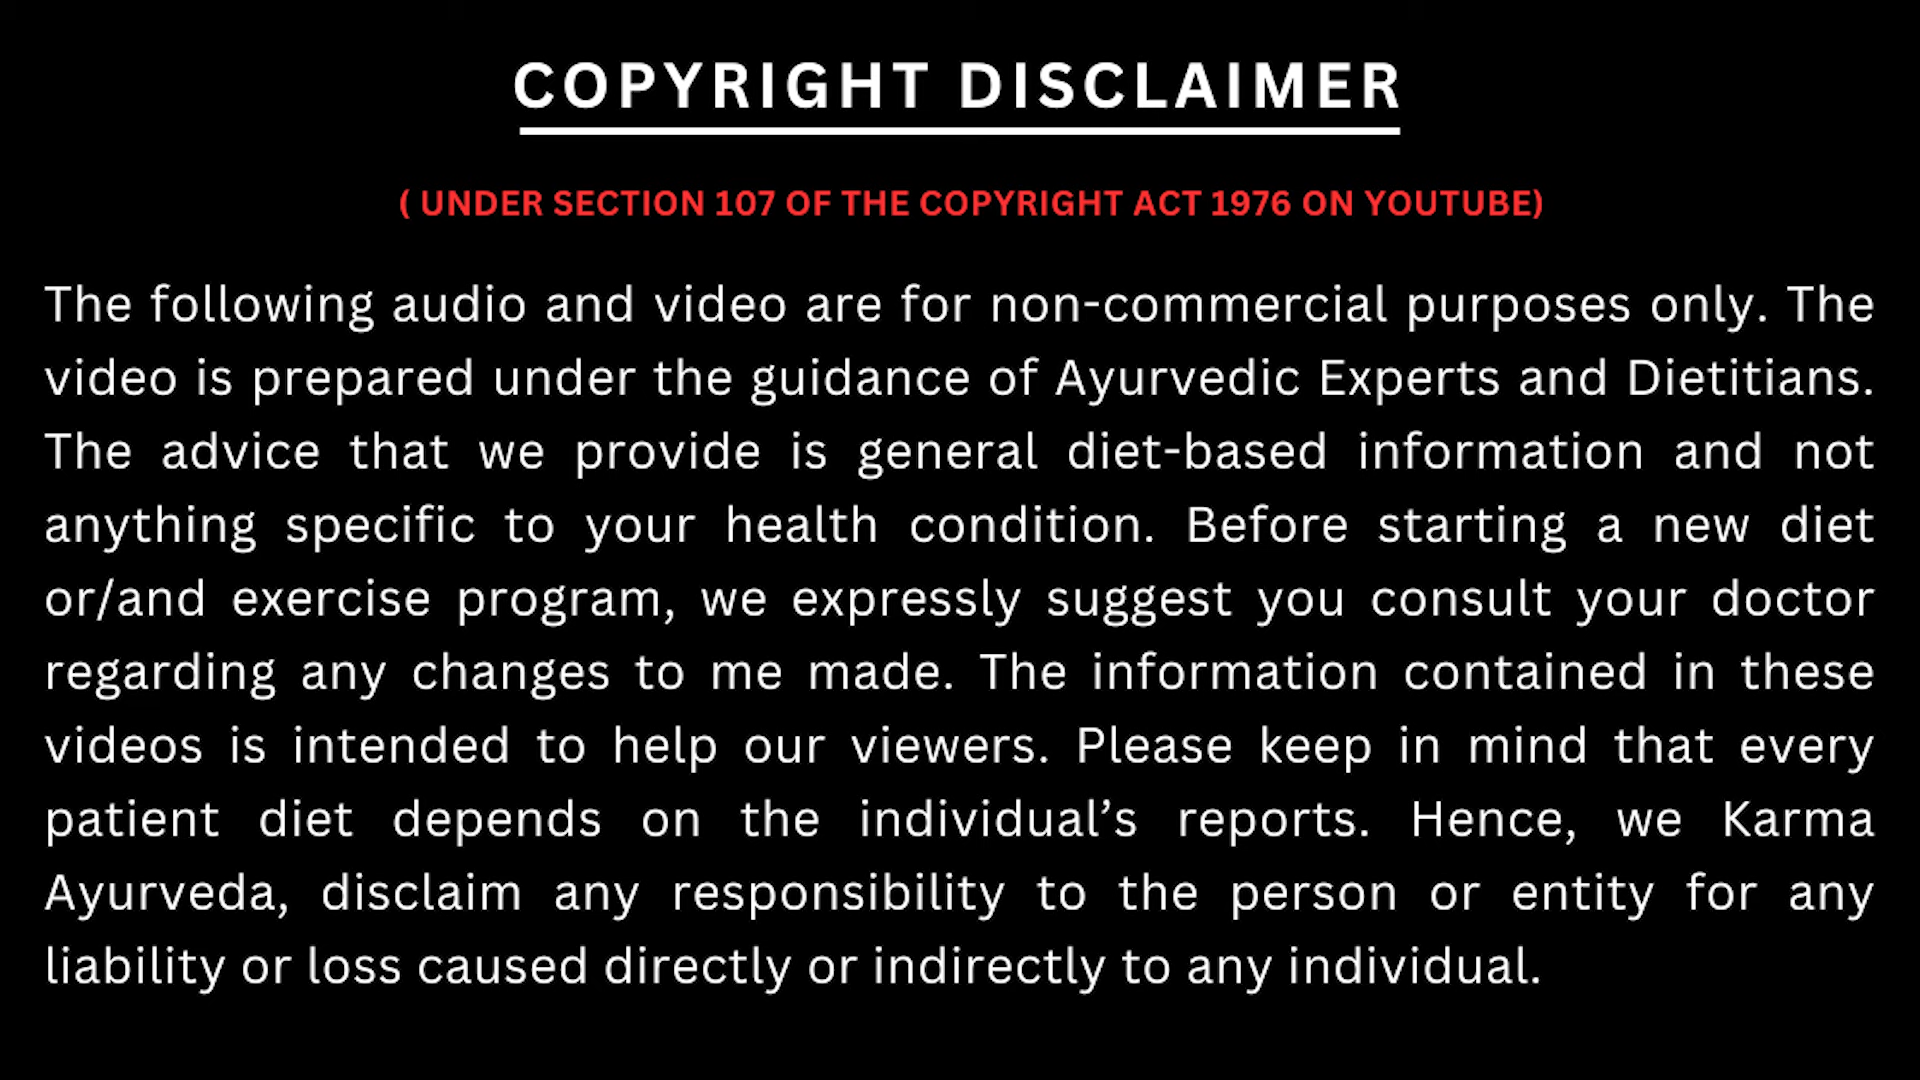 COPYRIGHT DISCLAIMER
( UNDER SECTION 107 OF THE COPYRIGHT ACT 1976 ON YOUTUBE)
The following audio and video are for non-commercial purposes only. The
video is prepared under the guidance of Ayurvedic Experts and Dietitians.
The advice that we provide is general diet-based information and not
anything specific to your health condition. Before starting a new diet
or/and exercise program, we expressly suggest you consult your doctor
regarding any changes to me made. The information contained in these
videos is intended to help our viewers. Please keep in mind that every
patient diet depends on the individual’s reports. Hence, we Karma
Ayurveda, disclaim any responsibility to the person or entity for any
liability or loss caused directly or indirectly to any individual.